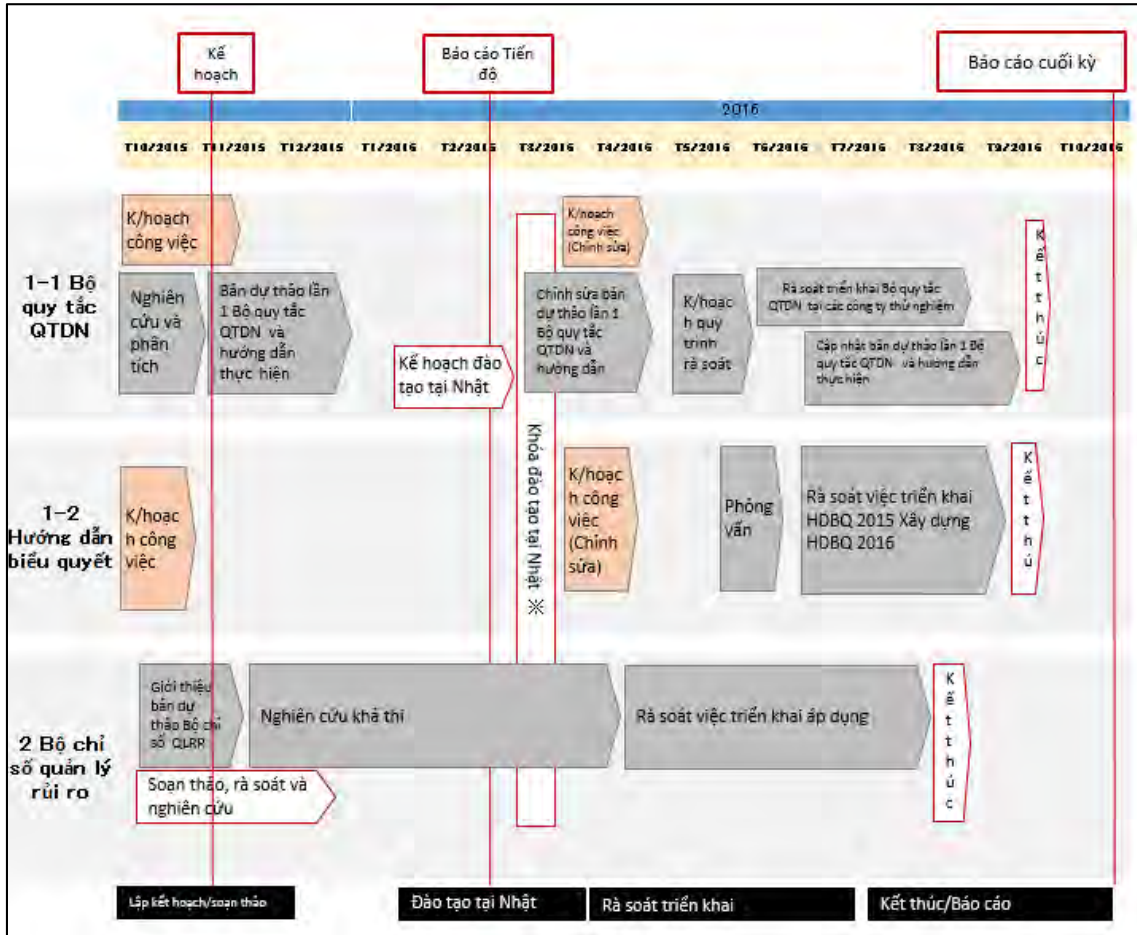 Kế
hoạch
Báo cáo Tiến
độ
Báo cáo cuối kỳ
2016
T10/2015 T11/2015 T12/2015 T1/2016 T2/2016 T3/2016 T4/2016 T5/2016 T6/2016 T7/2016 T8/2016 T9/2016 T10/2016
1-1 Bộ
quy tắc
QTDN
K/hoạch
công việc
Nghiên
cứu và
phân
tích
Bản dự thảo lần
1 Bộ quy tắc
QTDN và
hướng dẫn
thực hiện
Kế hoạch đào
tạo tại Nhật
K/hoạch
công việc
(Chỉnh sửa)
Chỉnh sửa bản
dự thảo lần 1
Bộ quy tắc
QTDN và
hướng dẫn
K/hoạc
h quy
trình
rà soát
Rà soát triển khai Bộ quy tắc
QTDN tại các công ty thử nghiệm
Cập nhật bản dự thảo lần 1 Bộ
quy tắc QTDN và hướng dẫn
thực hiện
Kết thúc
Khóa đào tạo tại Nhật ※
1-2
Hướng dẫn
biểu quyết
K/hoạc
h công
việc
K/hoạc
h công
việc
(Chỉnh
sửa)
Phỏng
vấn
Rà soát việc triển khai
HDBQ 2015 Xây dựng
HDBQ 2016
Kết thú
2 Bộ chỉ
số quản lý
rủi ro
Giới thiệu
bản dự
thảo Bộ chỉ
số QLRR
Nghiên cứu khả thi
Rà soát việc triển khai áp dụng
Kết thúc
Soạn thảo, rà soát và
nghiên cứu
Lập kết hoạch/soạn thảo
Đào tạo tại Nhật
Rà soát triển khai
Kết thúc/Báo cáo